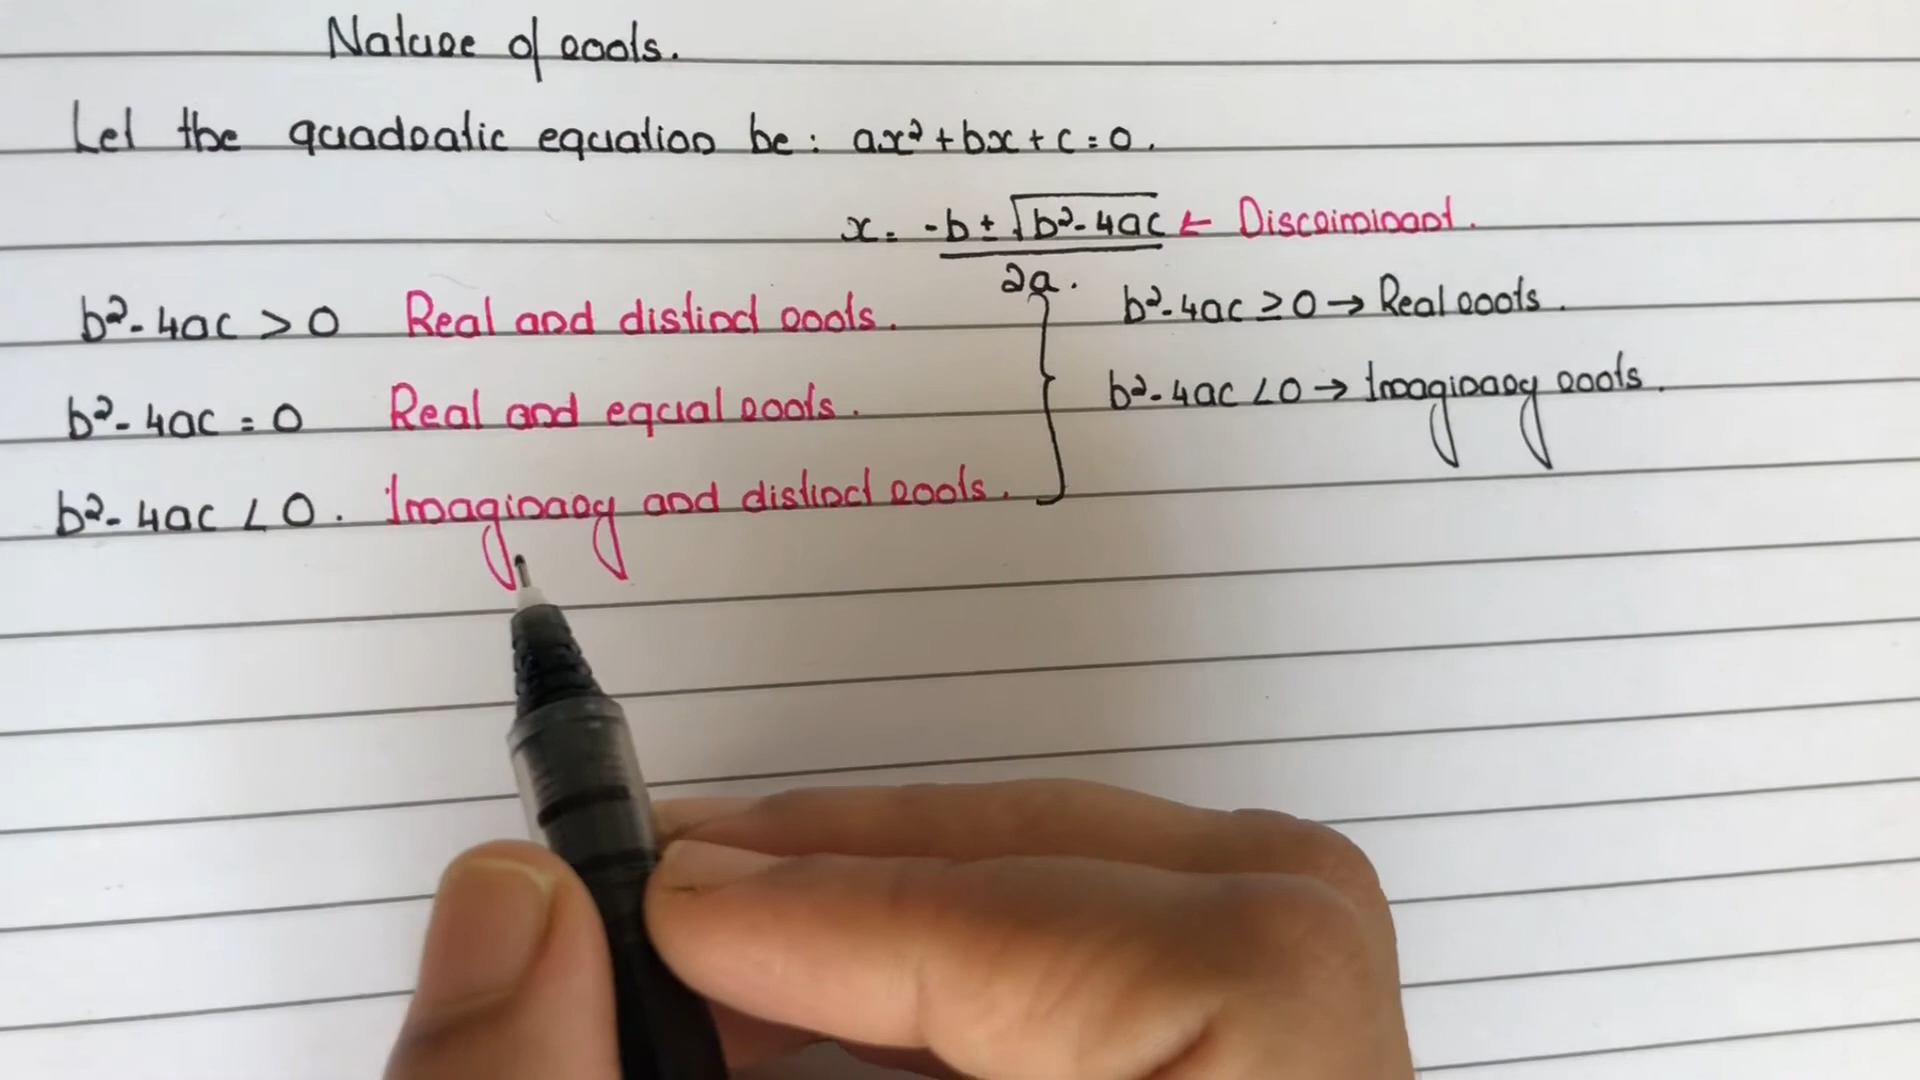 Nature of roots.
Let the quadratic equation be: ax²+bx+c=0.
x = -b±√b²-4ac ← Discriminant.
2a.
b²-4ac > 0 Real and distinct roots.
b²-4ac = 0 Real and equal roots.
b²-4ac < 0. Imaginary and distinct roots.
b²-4ac ≥ 0 → Real roots.
b²-4ac < 0 → Imaginary roots.